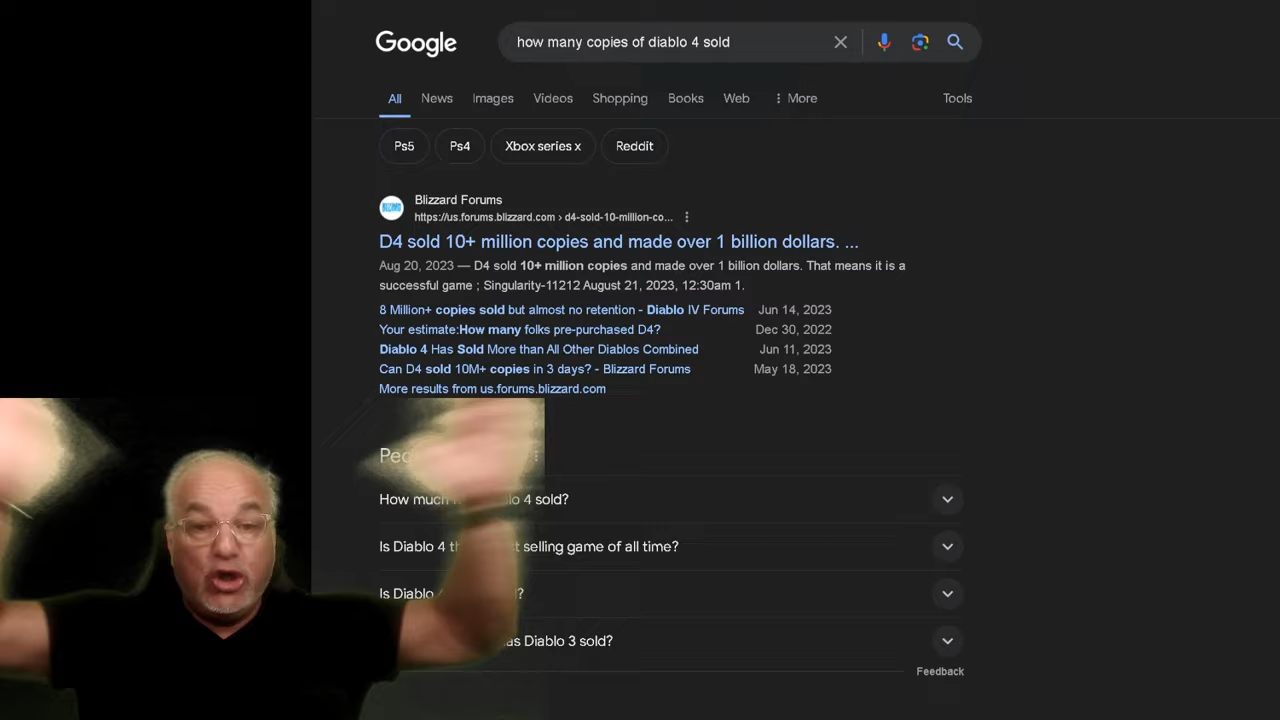 Google
how many copies of diablo 4 sold
All News Images Videos Shopping Books Web More Tools
Ps5 Ps4 Xbox series x Reddit
Blizzard Forums
https://us.forums.blizzard.com › d4-sold-10-million-co...
D4 sold 10+ million copies and made over 1 billion dollars. ...
Aug 20, 2023 — D4 sold 10+ million copies and made over 1 billion dollars. That means it is a
successful game ; Singularity-11212 August 21, 2023, 12:30am 1.
8 Million+ copies sold but almost no retention - Diablo IV Forums Jun 14, 2023
Your estimate:How many folks pre-purchased D4? Dec 30, 2022
Diablo 4 Has Sold More than All Other Diablos Combined Jun 11, 2023
Can D4 sold 10M+ copies in 3 days? - Blizzard Forums May 18, 2023
More results from us.forums.blizzard.com
How much 4 sold?
Is Diablo 4 selling game of all time?
Is Diablo
Diablo 3 sold?
Feedback